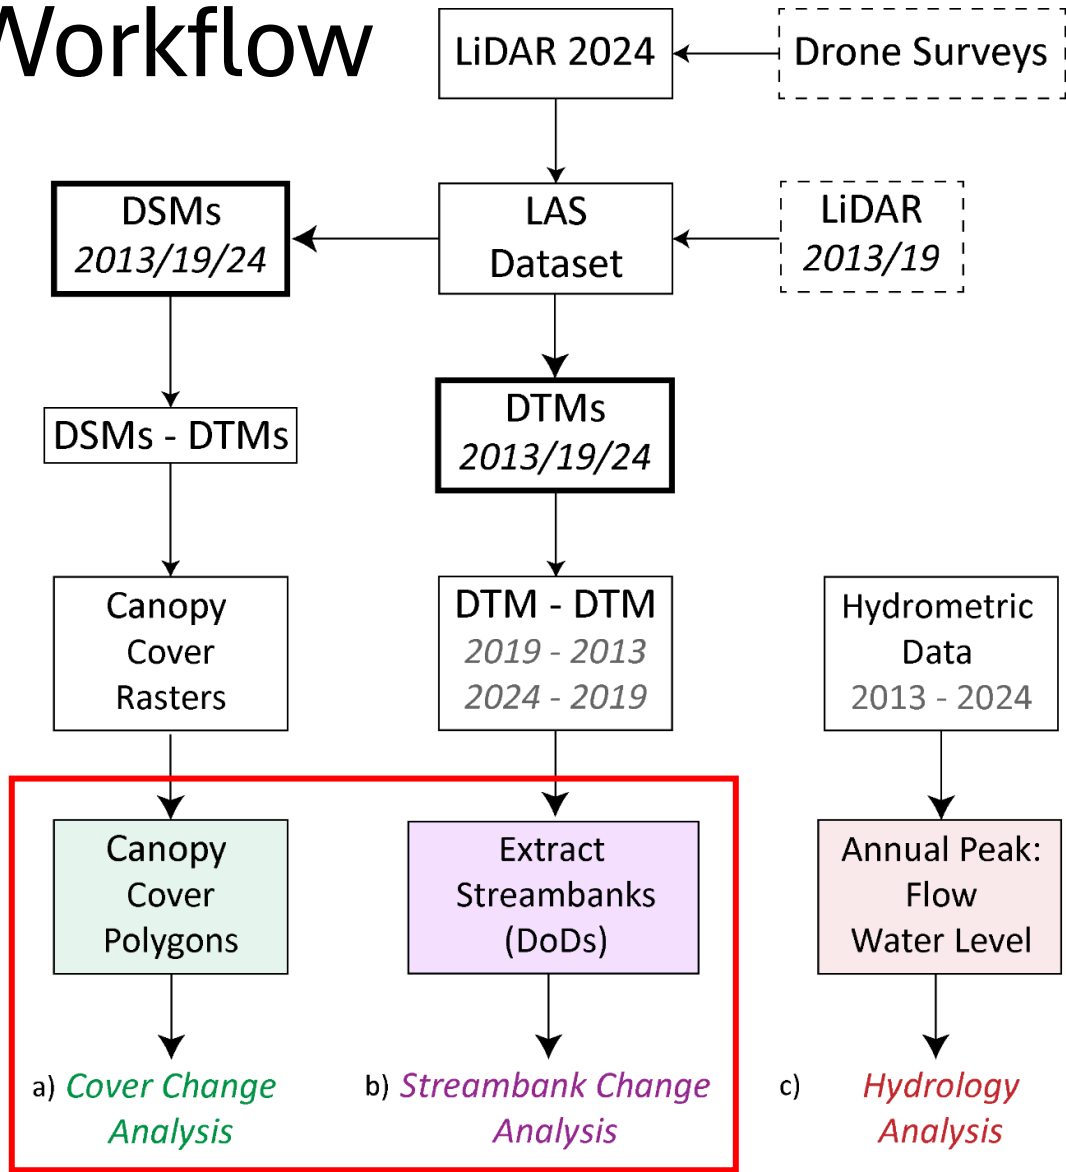 Workflow
LiDAR 2024
Drone Surveys
DSMs
2013/19/24
LAS
Dataset
LiDAR
2013/19
DSMs - DTMs
DTMs
2013/19/24
Canopy
Cover
Rasters
DTM - DTM
2019 - 2013
2024 - 2019
Hydrometric
Data
2013 - 2024
Canopy
Cover
Polygons
Extract
Streambanks
(DoDs)
Annual Peak:
Flow
Water Level
a) Cover Change
Analysis
b) Streambank Change
Analysis
c) Hydrology
Analysis